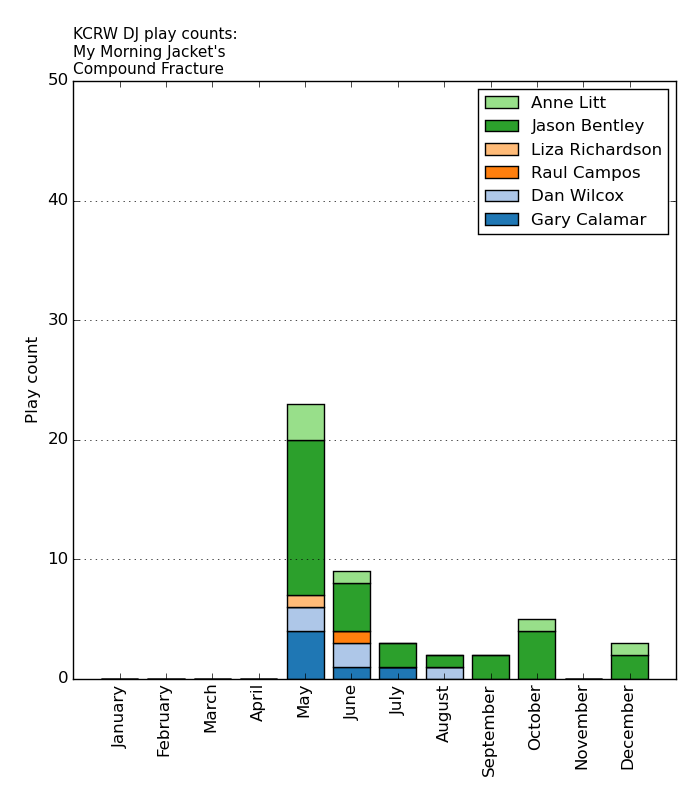 KCRW DJ play counts:
My Morning Jacket's
Compound Fracture
50
40
30
20
10
0
Play count
Anne Litt
Jason Bentley
Liza Richardson
Raul Campos
Dan Wilcox
Gary Calamar
January
February
March
April
May
June
July
August
September
October
November
December